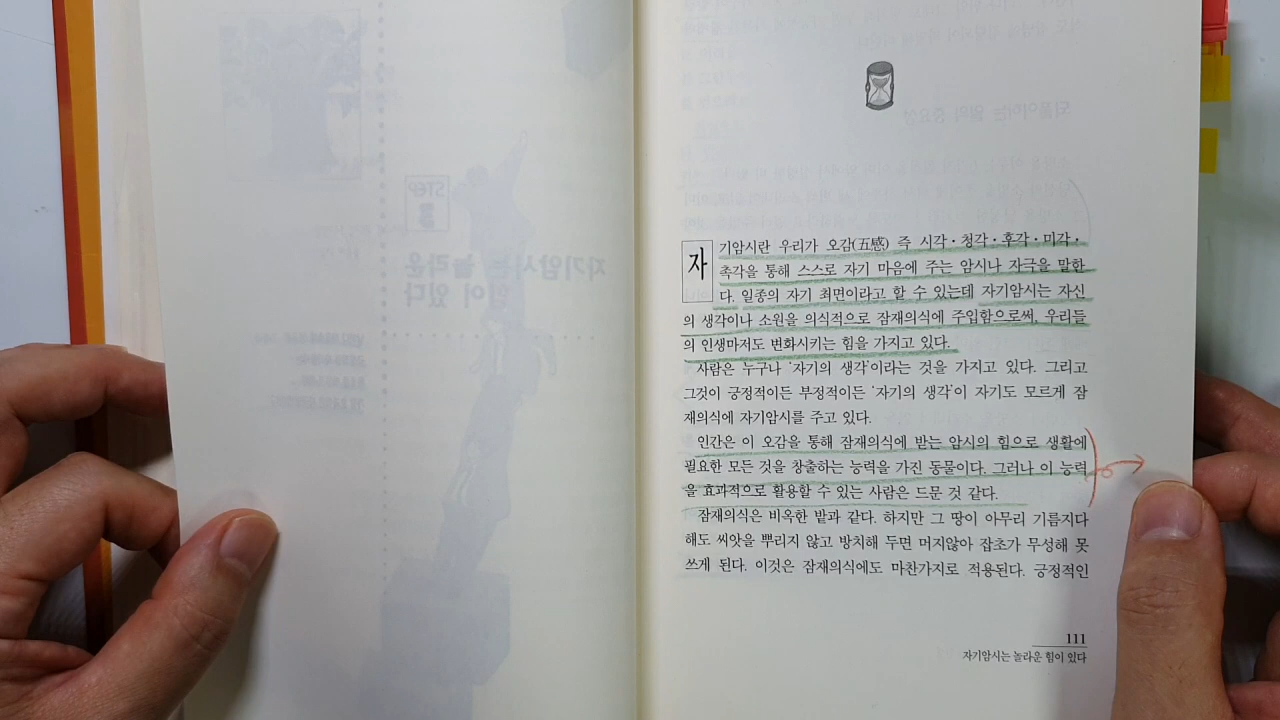 자기암시란 우리가 오감(五感) 즉 시각·청각·후각·미각·
촉각을 통해 스스로 자기 마음에 주는 암시나 자극을 말한
다. 일종의 자기 최면이라고 할 수 있는데 자기암시는 자신
의 생각이나 소원을 의식적으로 잠재의식에 주입함으로써, 우리들
의 인생마저도 변화시키는 힘을 가지고 있다.
사람은 누구나 '자기의 생각'이라는 것을 가지고 있다. 그리고
그것이 긍정적이든 부정적이든 '자기의 생각'이 자기도 모르게 잠
재의식에 자기암시를 주고 있다.
인간은 이 오감을 통해 잠재의식에 받는 암시의 힘으로 생활에
필요한 모든 것을 창출하는 능력을 가진 동물이다. 그러나 이 능력
을 효과적으로 활용할 수 있는 사람은 드문 것 같다.
잠재의식은 비옥한 밭과 같다. 하지만 그 땅이 아무리 기름지다
해도 씨앗을 뿌리지 않고 방치해 두면 머지않아 잡초가 무성해 못
쓰게 된다. 이것은 잠재의식에도 마찬가지로 적용된다. 긍정적인
111
자기암시는 놀라운 힘이 있다